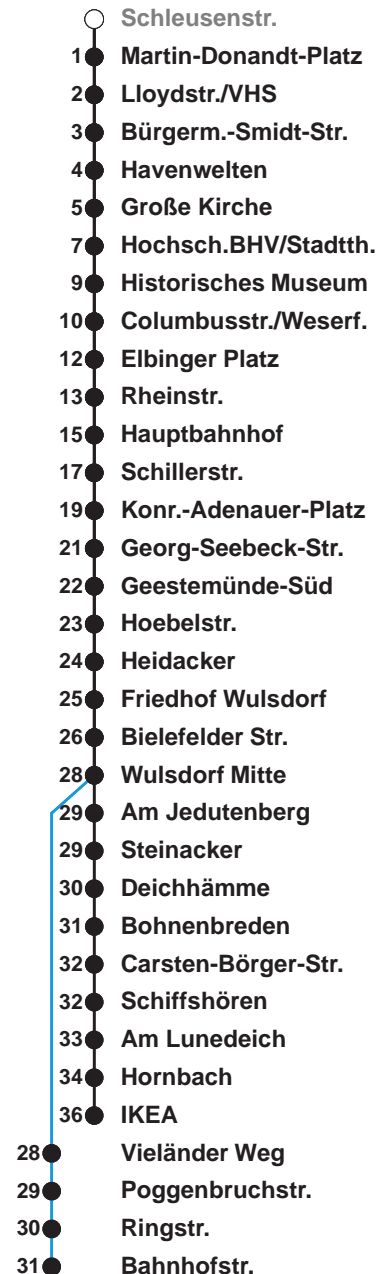 Schleusenstr.
1 Martin-Donandt-Platz
2 Lloydstr./VHS
3 Bürgerm.-Smidt-Str.
4 Havenwelten
5 Große Kirche
7 Hochsch.BHV/Stadtth.
9 Historisches Museum
10 Columbusstr./Weserf.
12 Elbinger Platz
13 Rheinstr.
15 Hauptbahnhof
17 Schillerstr.
19 Konr.-Adenauer-Platz
21 Georg-Seebeck-Str.
22 Geestemünde-Süd
23 Hoebelstr.
24 Heidacker
25 Friedhof Wulsdorf
26 Bielefelder Str.
28 Wulsdorf Mitte
29 Am Jedutenberg
29 Steinacker
30 Deichhämme
31 Bohnenbreden
32 Carsten-Börger-Str.
32 Schiffshören
33 Am Lunedeich
34 Hornbach
36 IKEA
28 Vieländer Weg
29 Poggenbruchstr.
30 Ringstr.
31 Bahnhofstr.